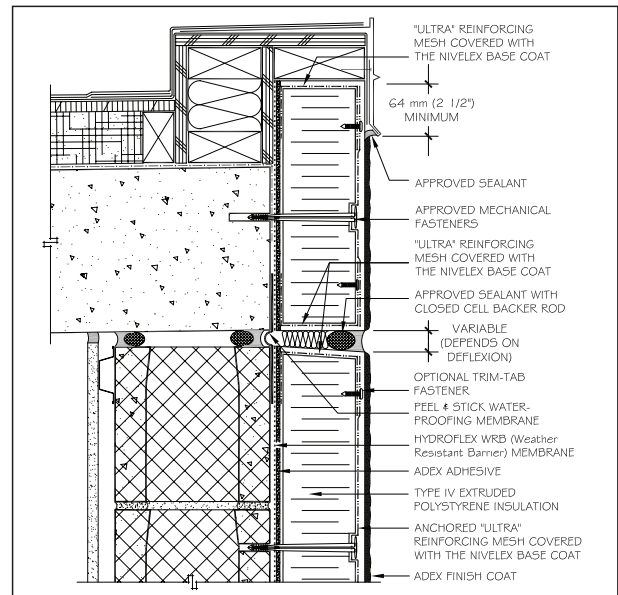 "ULTRA" REINFORCING
MESH COVERED WITH
THE NIVELEX BASE COAT
64 mm (2 1/2")
MINIMUM
APPROVED SEALANT
APPROVED MECHANICAL
FASTENERS
"ULTRA" REINFORCING
MESH COVERED WITH
THE NIVELEX BASE COAT
APPROVED SEALANT WITH
CLOSED CELL BACKER ROD
VARIABLE
(DEPENDS ON
DEFLEXION)
OPTIONAL TRIM-TAB
FASTENER
PEEL & STICK WATER-
PROOFING MEMBRANE
HYDROFLEX WRB (Weather
Resistant Barrier) MEMBRANE
ADEX ADHESIVE
TYPE IV EXTRUDED
POLYSTYRENE INSULATION
ANCHORED "ULTRA"
REINFORCING MESH COVERED
WITH THE NIVELEX BASE COAT
ADEX FINISH COAT